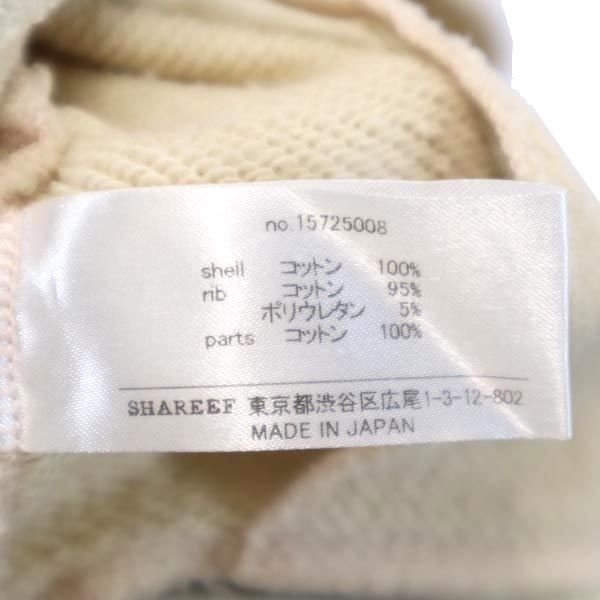 no.15725008
shell コットン 100%
rib コットン 95%
ポリウレタン 5%
parts コットン 100%
SHAREEF 東京都渋谷区広尾1-3-12-802
MADE IN JAPAN